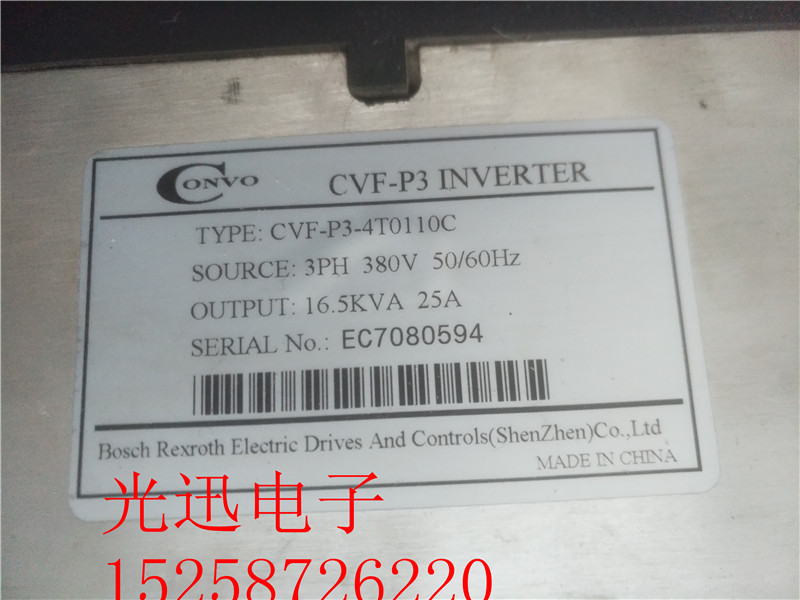 CONVO CVF-P3 INVERTER
TYPE: CVF-P3-4T0110C
SOURCE: 3PH 380V 50/60Hz
OUTPUT: 16.5KVA 25A
SERIAL No.: EC7080594
Bosch Rexroth Electric Drives And Controls(ShenZhen)Co.,Ltd
MADE IN CHINA
光迅电子
15258726220